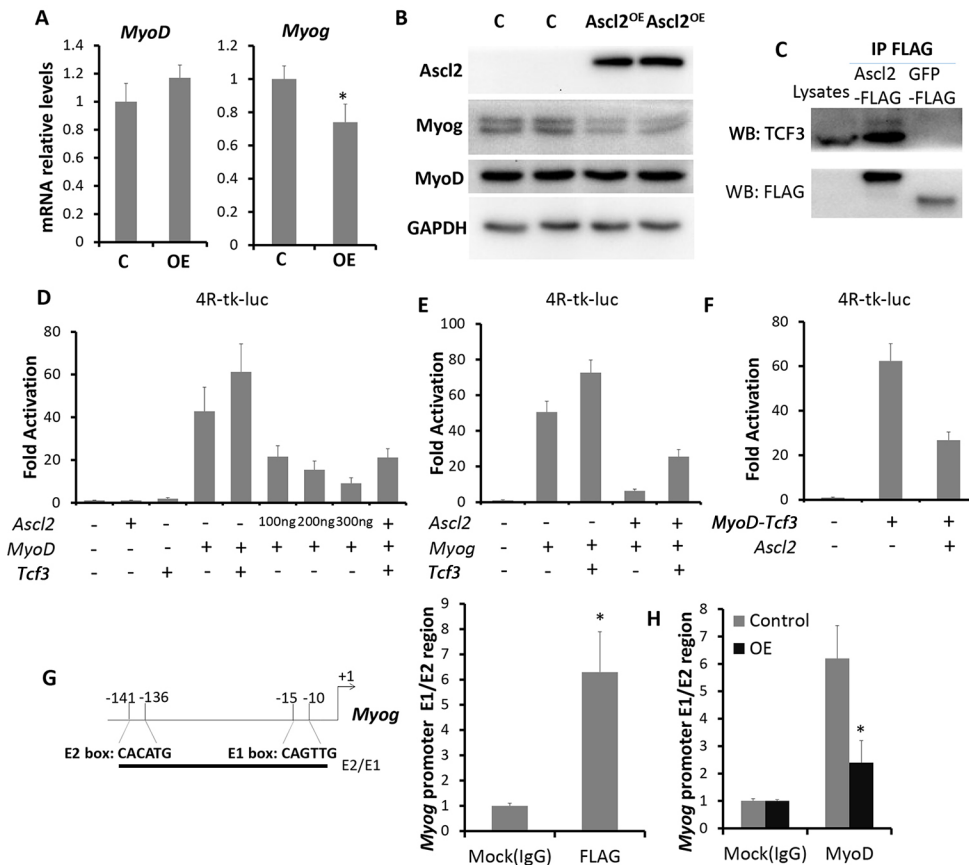 A
MyoD
Myog
mRNA relative levels
1.4
1.2
1
0.8
0.6
0.4
0.2
0
C
OE
1.2
1
0.8
0.6
0.4
0.2
0
*
C
OE
B
C
C
Ascl2OE
Ascl2OE
Ascl2
Myog
MyoD
GAPDH
C
IP FLAG
Lysates
Ascl2 -FLAG
GFP -FLAG
WB: TCF3
WB: FLAG
D
4R-tk-luc
Fold Activation
80
60
40
20
0
Ascl2 - + - - - 100ng 200ng 300ng +
MyoD - - - + + + + + +
Tcf3 - - + - + - - - +
E
4R-tk-luc
Fold Activation
100
80
60
40
20
0
Ascl2 - - - + +
Myog - + + + +
Tcf3 - - + - +
F
4R-tk-luc
Fold Activation
80
60
40
20
0
MyoD-Tcf3 - + +
Ascl2 - - +
G
-141
-136
-15
-10
+1
Myog
E2 box: CACATG
E1 box: CAGTTG
E2/E1
Myog promoter E1/E2 region
9
8
7
6
5
4
3
2
1
0
*
Mock(IgG)
FLAG
H
Myog promoter E1/E2 region
8
7
6
5
4
3
2
1
0
Control
OE
*
Mock(IgG)
MyoD